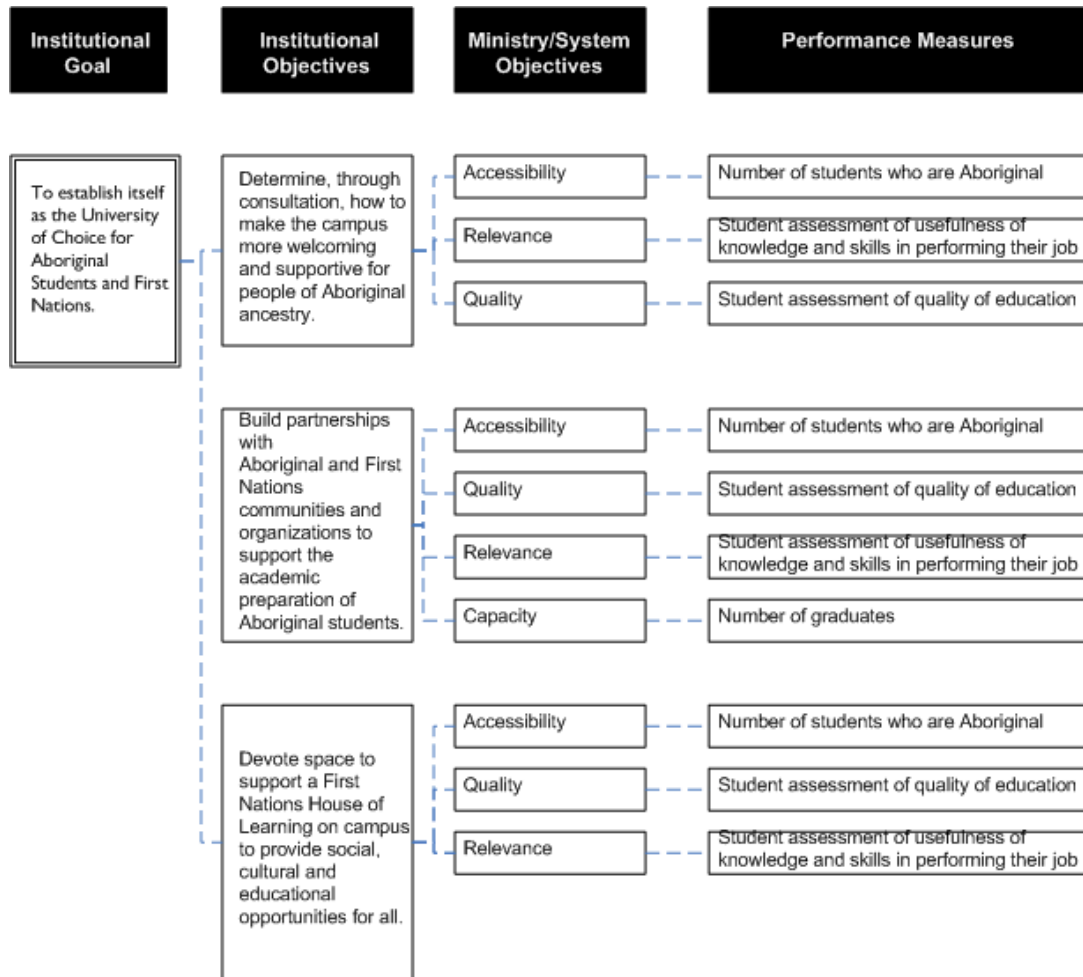 Institutional
Goal
Institutional
Objectives
Ministry/System
Objectives
Performance Measures
To establish itself
as the University
of Choice for
Aboriginal
Students and First
Nations.
Determine, through
consultation, how to
make the campus
more welcoming
and supportive for
people of Aboriginal
ancestry.
Accessibility
Number of students who are Aboriginal
Relevance
Student assessment of usefulness of
knowledge and skills in performing their job
Quality
Student assessment of quality of education
Build partnerships
with
Aboriginal and First
Nations
communities and
organizations to
support the
academic
preparation of
Aboriginal students.
Accessibility
Number of students who are Aboriginal
Quality
Student assessment of quality of education
Relevance
Student assessment of usefulness of
knowledge and skills in performing their job
Capacity
Number of graduates
Devote space to
support a First
Nations House of
Learning on campus
to provide social,
cultural and
educational
opportunities for all.
Accessibility
Number of students who are Aboriginal
Quality
Student assessment of quality of education
Relevance
Student assessment of usefulness of
knowledge and skills in performing their job